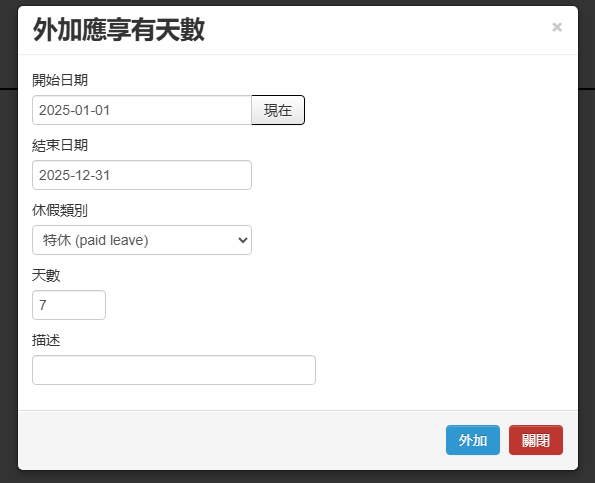 外加應享有天數
×
開始日期
2025-01-01
現在
結束日期
2025-12-31
休假類別
特休 (paid leave)
天數
7
描述
外加
關閉